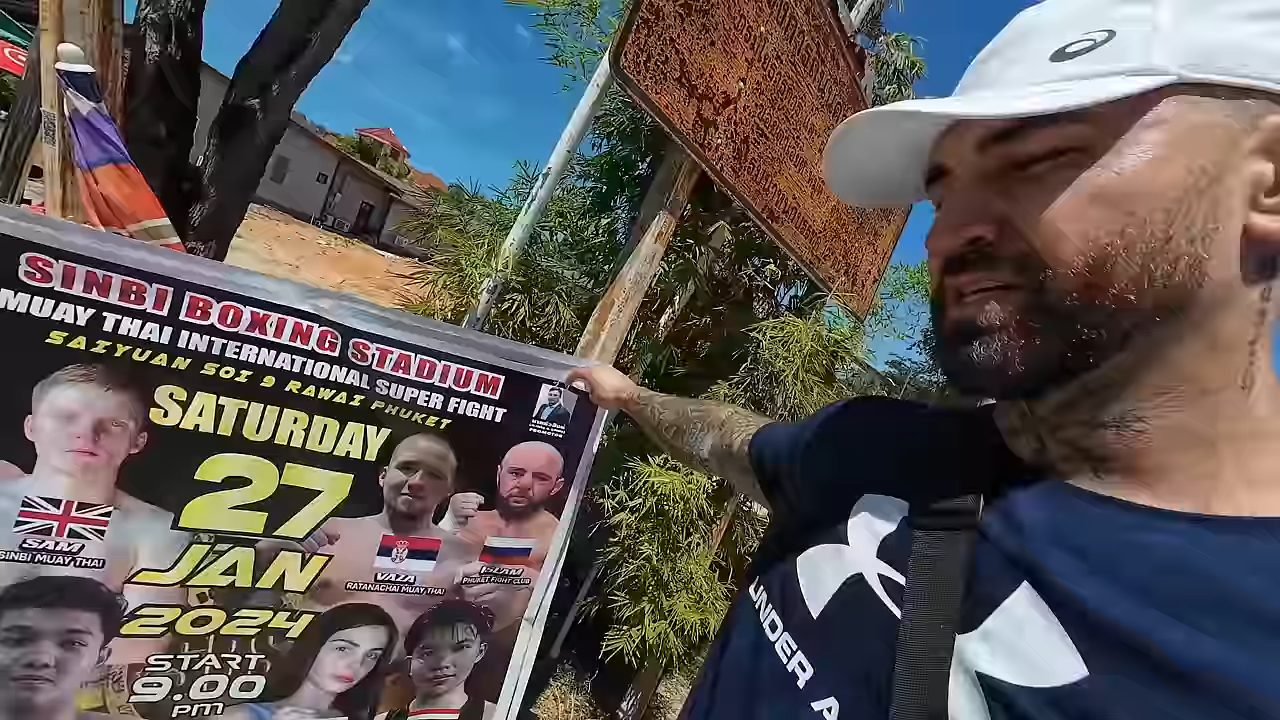 SINBI BOXING STADIUM
MUAY THAI INTERNATIONAL SUPER FIGHT
SAIYUAN SOI 9 RAWAI PHUKET
SATURDAY
27
JAN
2024
START
9.00
PM
SAM
SINBI MUAY THAI
VAZA
RATANACHAI MUAY THAI
ISLAM
PHUKET FIGHT CLUB
PROMOTOR
UNDER A